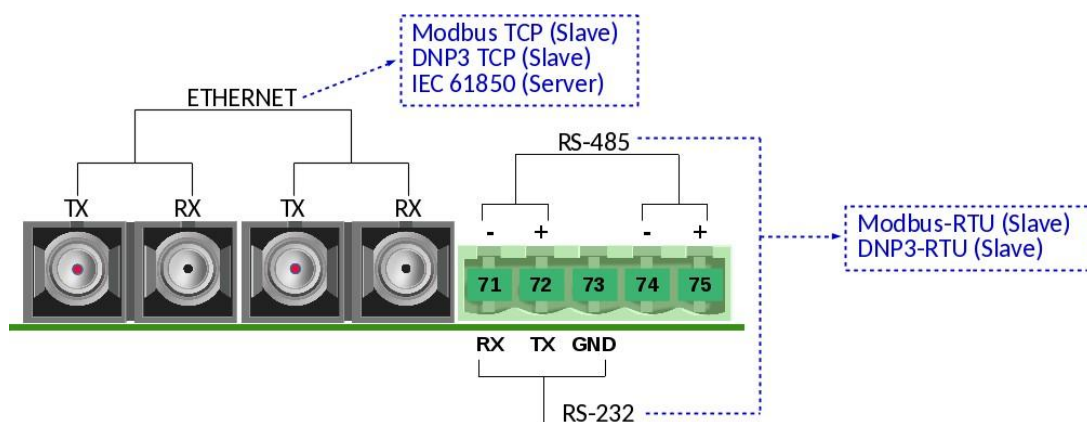 Modbus TCP (Slave)
DNP3 TCP (Slave)
IEC 61850 (Server)
ETHERNET
RS-485
TX RX TX RX
- + - +
Modbus-RTU (Slave)
DNP3-RTU (Slave)
71 72 73 74 75
RX TX GND
RS-232